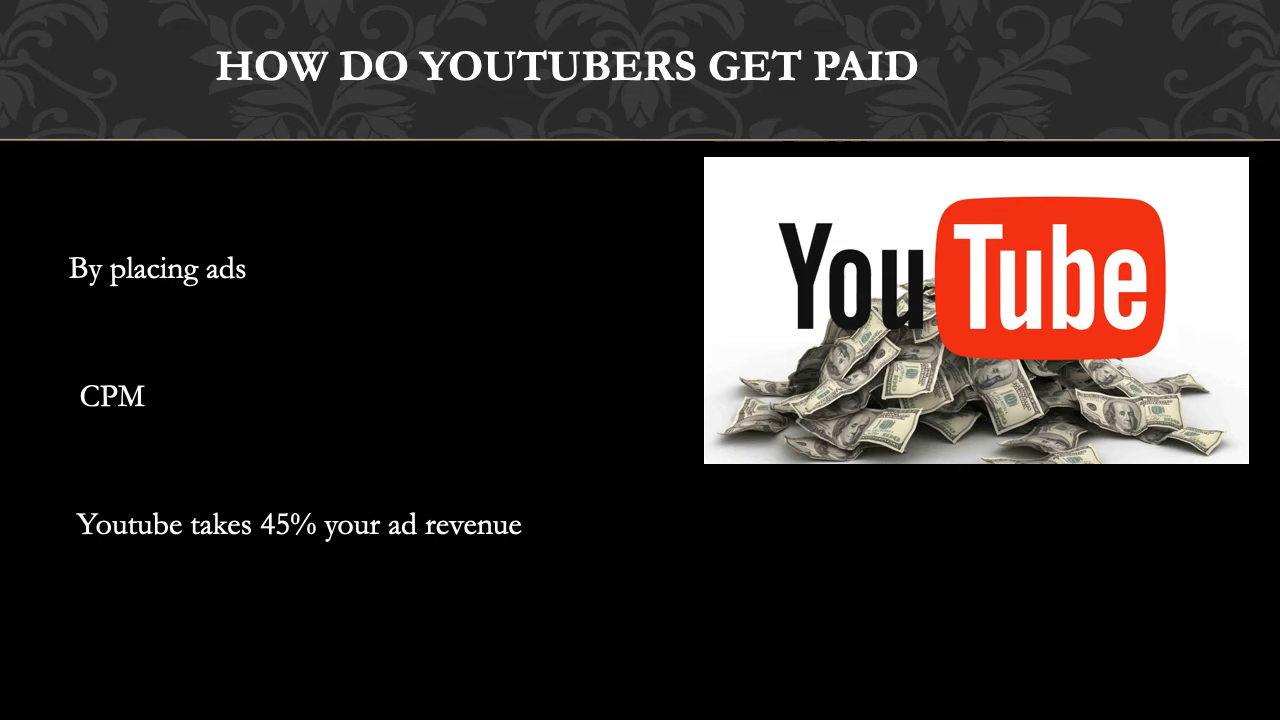 HOW DO YOUTUBERS GET PAID
By placing ads
CPM
Youtube takes 45% your ad revenue
YouTube